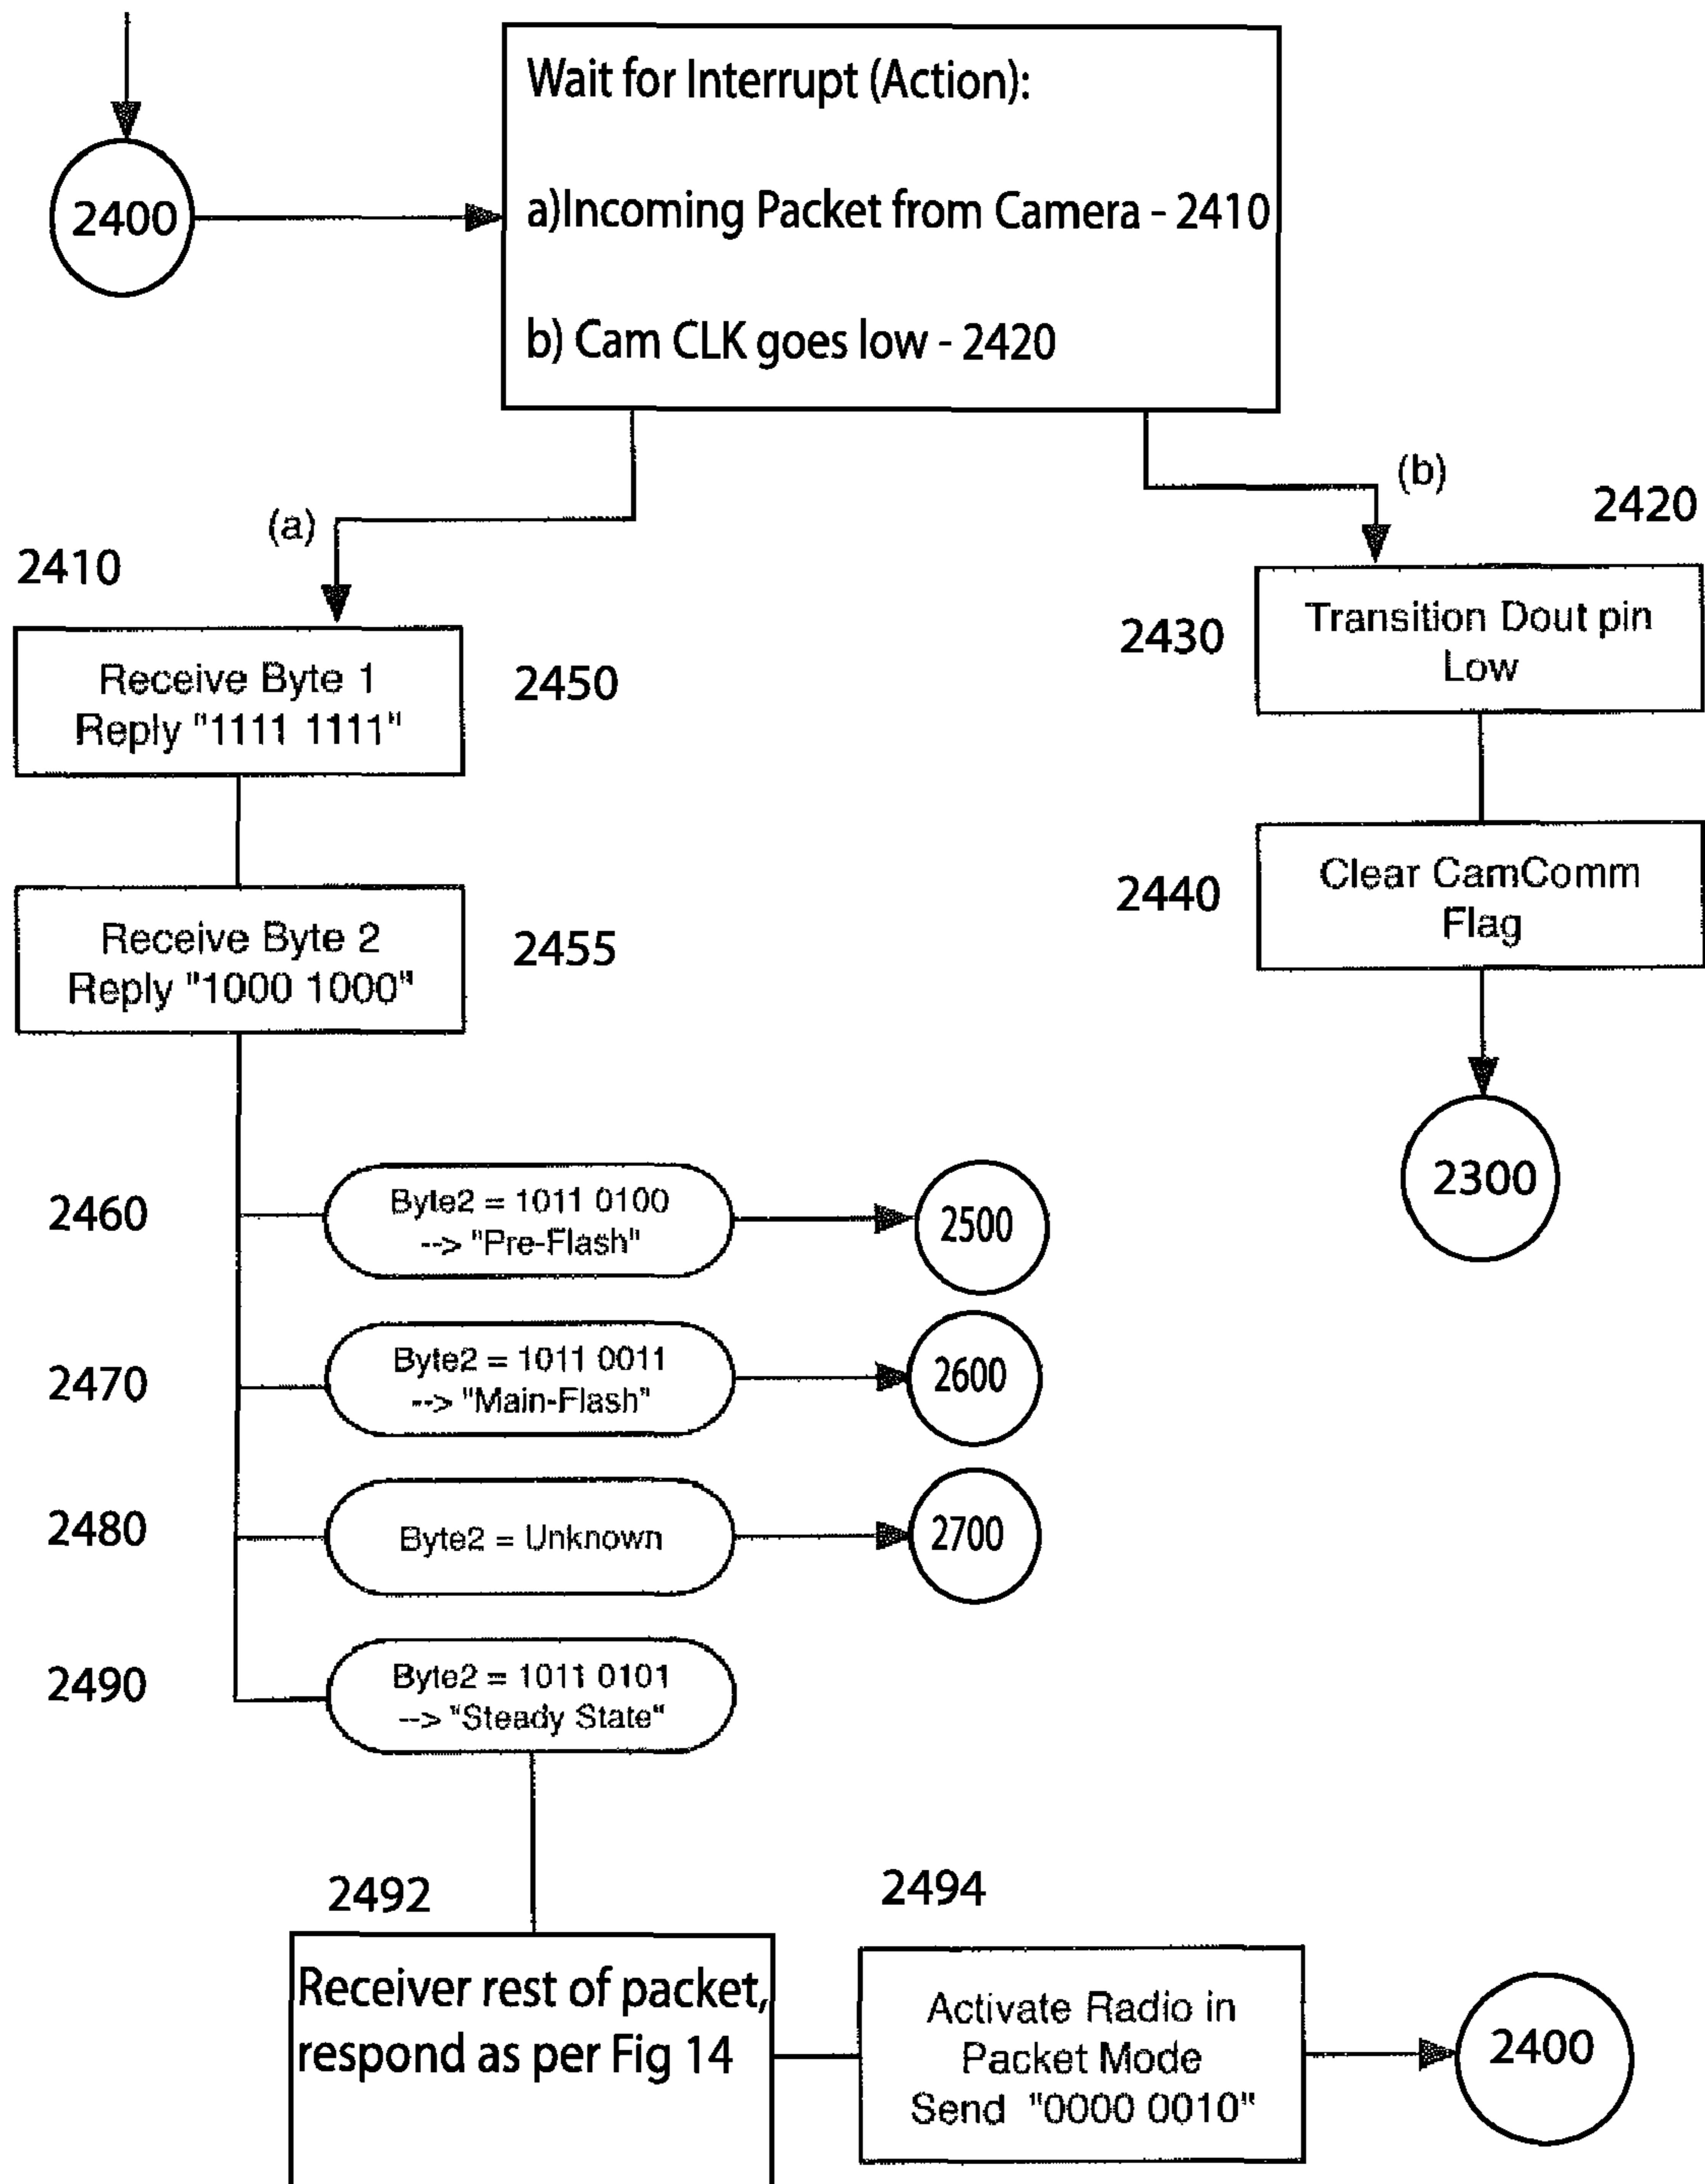 2400
Wait for Interrupt (Action):
a)Incoming Packet from Camera - 2410
b) Cam CLK goes low - 2420
(a)
(b)
2410
2420
Receive Byte 1
Reply "1111 1111"
2450
2430
Transition Dout pin
Low
Receive Byte 2
Reply "1000 1000"
2455
2440
Clear CamComm
Flag
2300
2460
Byte2 = 1011 0100
--> "Pre-Flash"
2500
2470
Byte2 = 1011 0011
--> "Main-Flash"
2600
2480
Byte2 = Unknown
2700
2490
Byte2 = 1011 0101
--> "Steady State"
2492
Receiver rest of packet,
respond as per Fig 14
2494
Activate Radio in
Packet Mode
Send "0000 0010"
2400